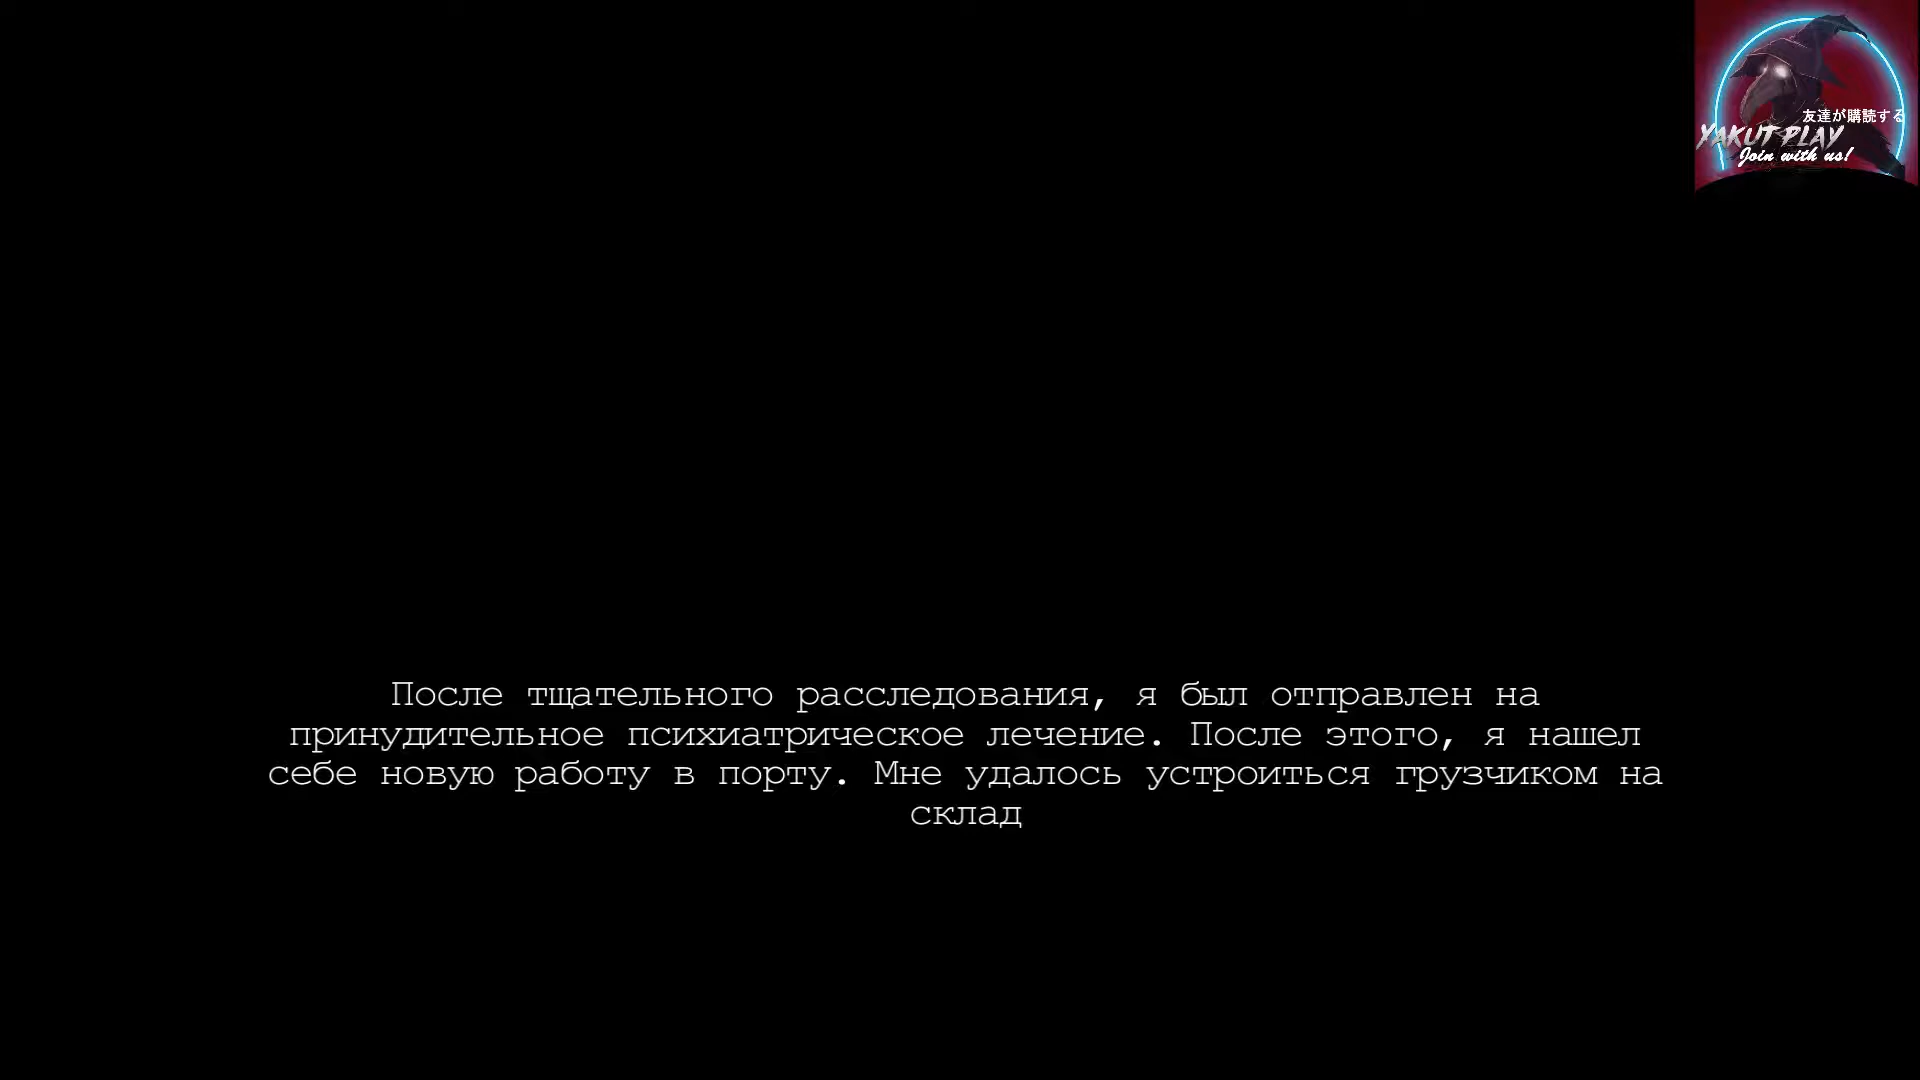 友達が購読する
YAKUT PLAY
Join with us!
После тщательного расследования, я был отправлен на
принудительное психиатрическое лечение. После этого, я нашел
себе новую работу в порту. Мне удалось устроиться грузчиком на
склад